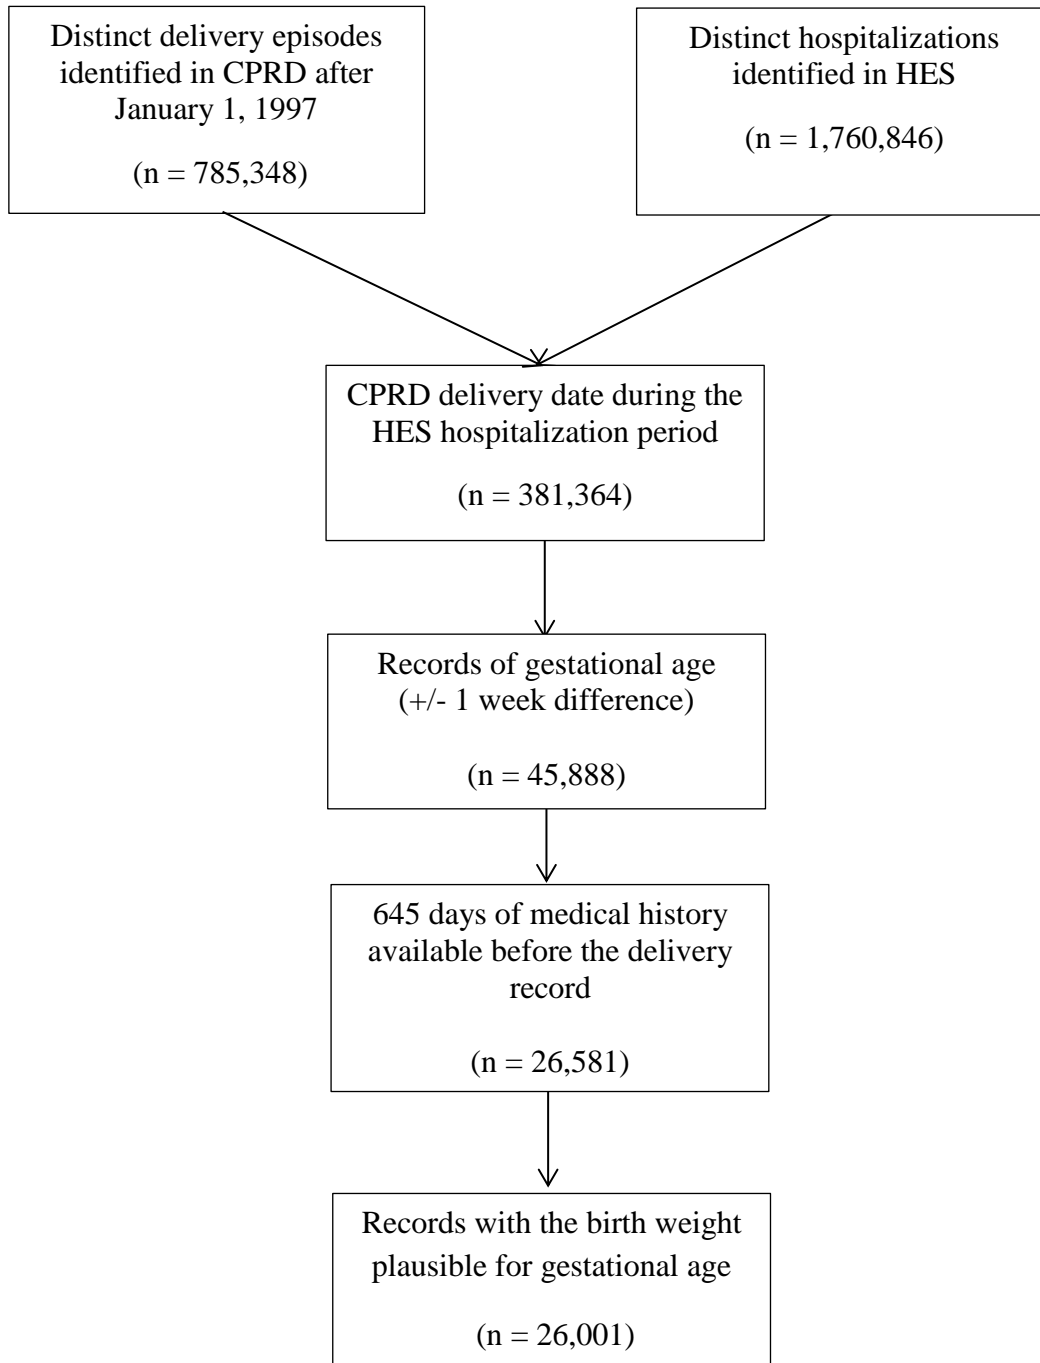 Distinct delivery episodes
identified in CPRD after
January 1, 1997
(n = 785,348)
Distinct hospitalizations
identified in HES
(n = 1,760,846)
CPRD delivery date during the
HES hospitalization period
(n = 381,364)
Records of gestational age
(+/- 1 week difference)
(n = 45,888)
645 days of medical history
available before the delivery
record
(n = 26,581)
Records with the birth weight
plausible for gestational age
(n = 26,001)